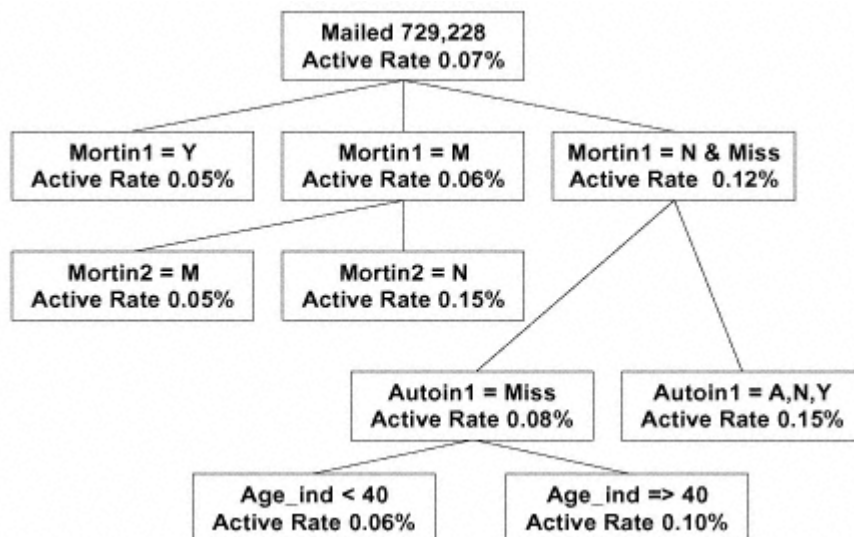 Mailed 729,228
Active Rate 0.07%
Mortin1 = Y
Active Rate 0.05%
Mortin1 = M
Active Rate 0.06%
Mortin1 = N & Miss
Active Rate 0.12%
Mortin2 = M
Active Rate 0.05%
Mortin2 = N
Active Rate 0.15%
Autoin1 = Miss
Active Rate 0.08%
Autoin1 = A,N,Y
Active Rate 0.15%
Age_ind < 40
Active Rate 0.06%
Age_ind => 40
Active Rate 0.10%